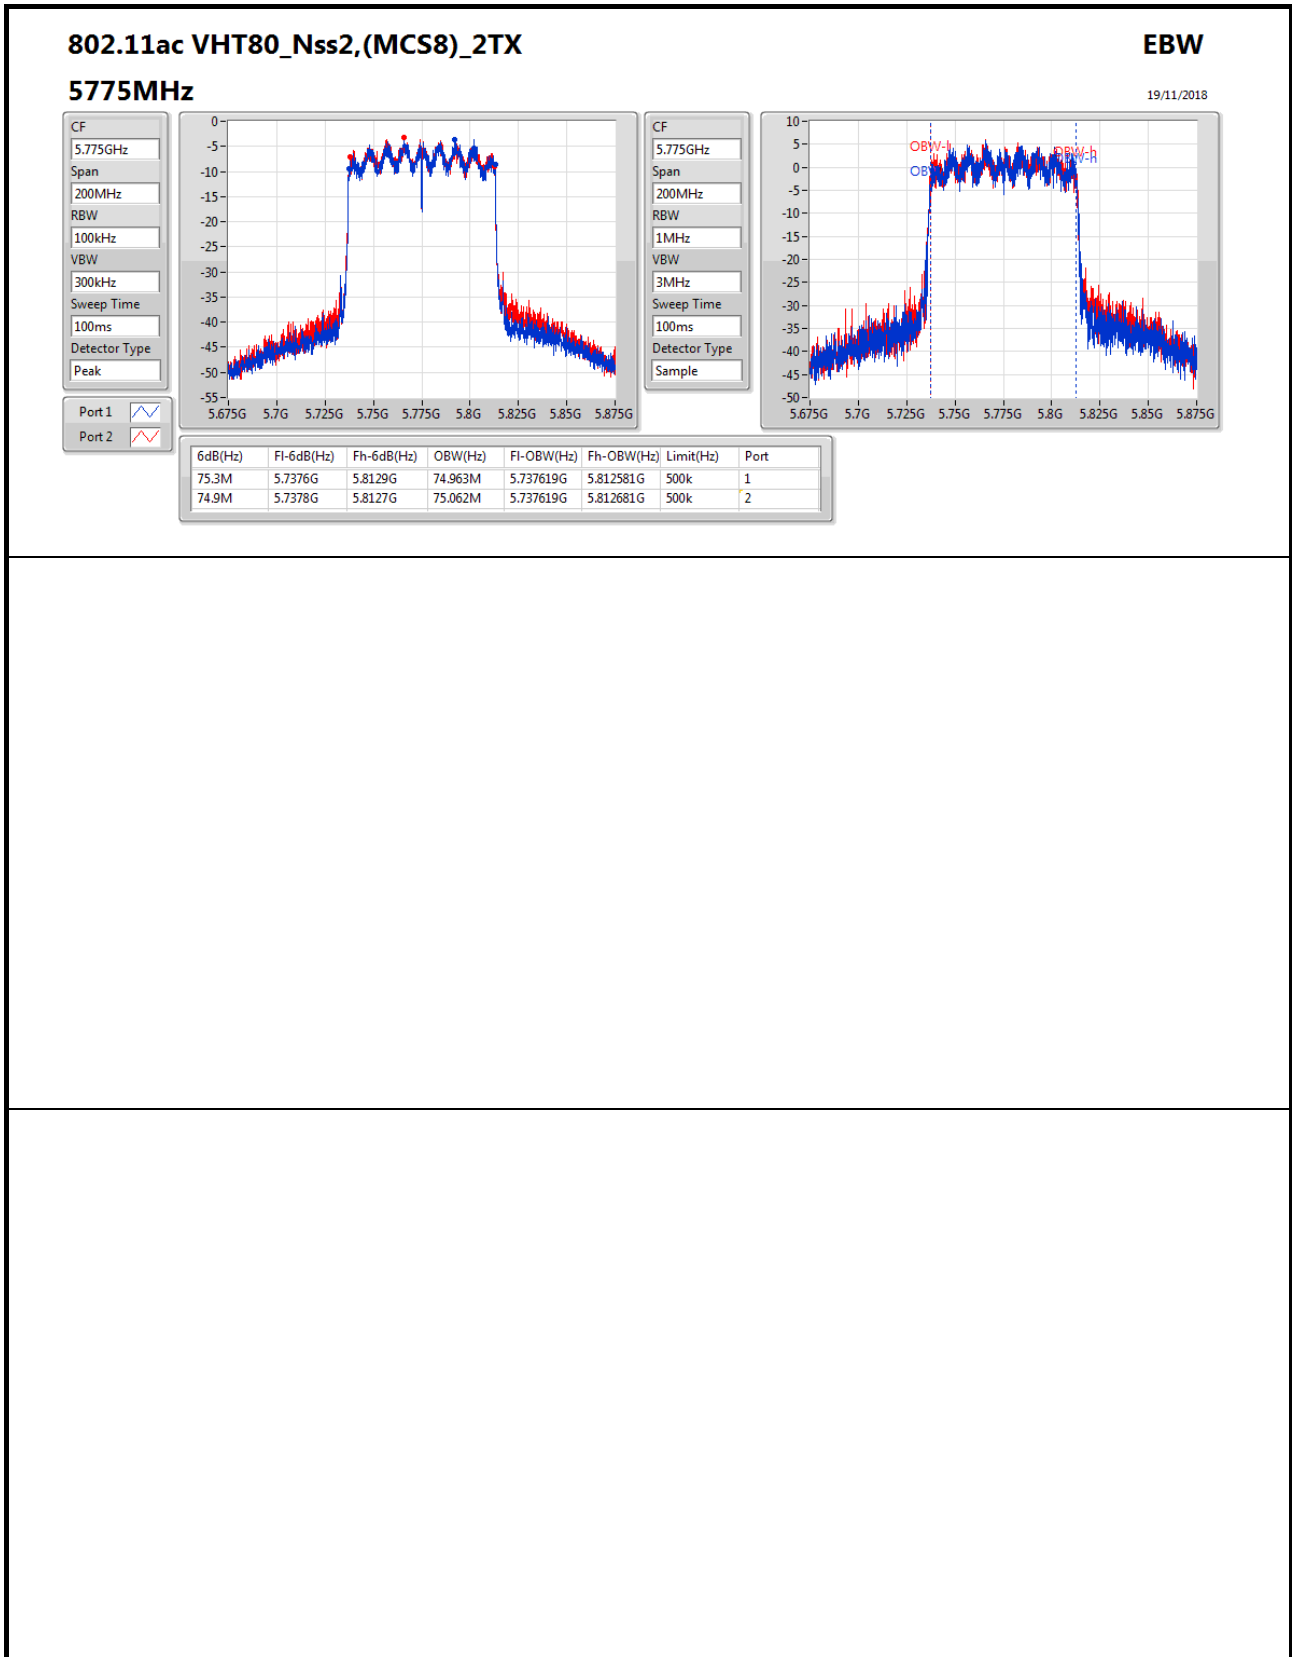 802.11ac VHT80_Nss2,(MCS8)_2TX
EBW
5775MHz
19/11/2018
CF
5.775GHz
Span
200MHz
RBW
100kHz
VBW
300kHz
Sweep Time
100ms
Detector Type
Peak
Port 1
Port 2
0
-5
-10
-15
-20
-25
-30
-35
-40
-45
-50
-55
5.675G 5.7G 5.725G 5.75G 5.775G 5.8G 5.825G 5.85G 5.875G
CF
5.775GHz
Span
200MHz
RBW
1MHz
VBW
3MHz
Sweep Time
100ms
Detector Type
Sample
10
5
0
-5
-10
-15
-20
-25
-30
-35
-40
-45
-50
OBW-h
5.675G 5.7G 5.725G 5.75G 5.775G 5.8G 5.825G 5.85G 5.875G
6dB(Hz) Fl-6dB(Hz) Fh-6dB(Hz) OBW(Hz) Fl-OBW(Hz) Fh-OBW(Hz) Limit(Hz) Port
75.3M 5.7376G 5.8129G 74.963M 5.737619G 5.812581G 500k 1
74.9M 5.7378G 5.8127G 75.062M 5.737619G 5.812681G 500k 2